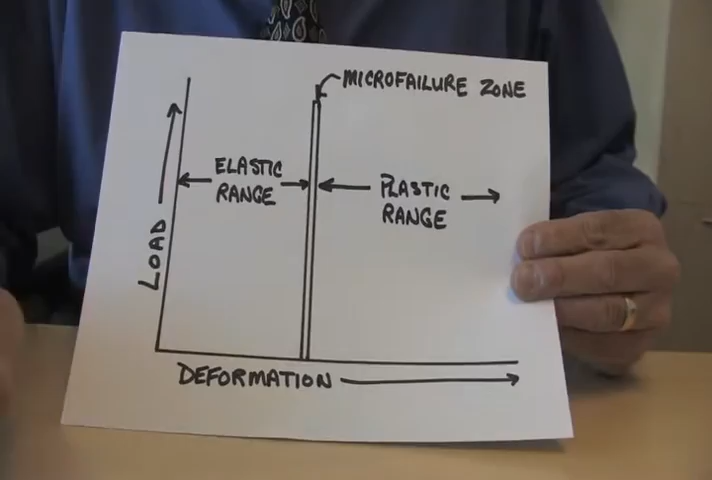 MICROFAILURE ZONE
ELASTIC
RANGE
PLASTIC
RANGE
LOAD
DEFORMATION